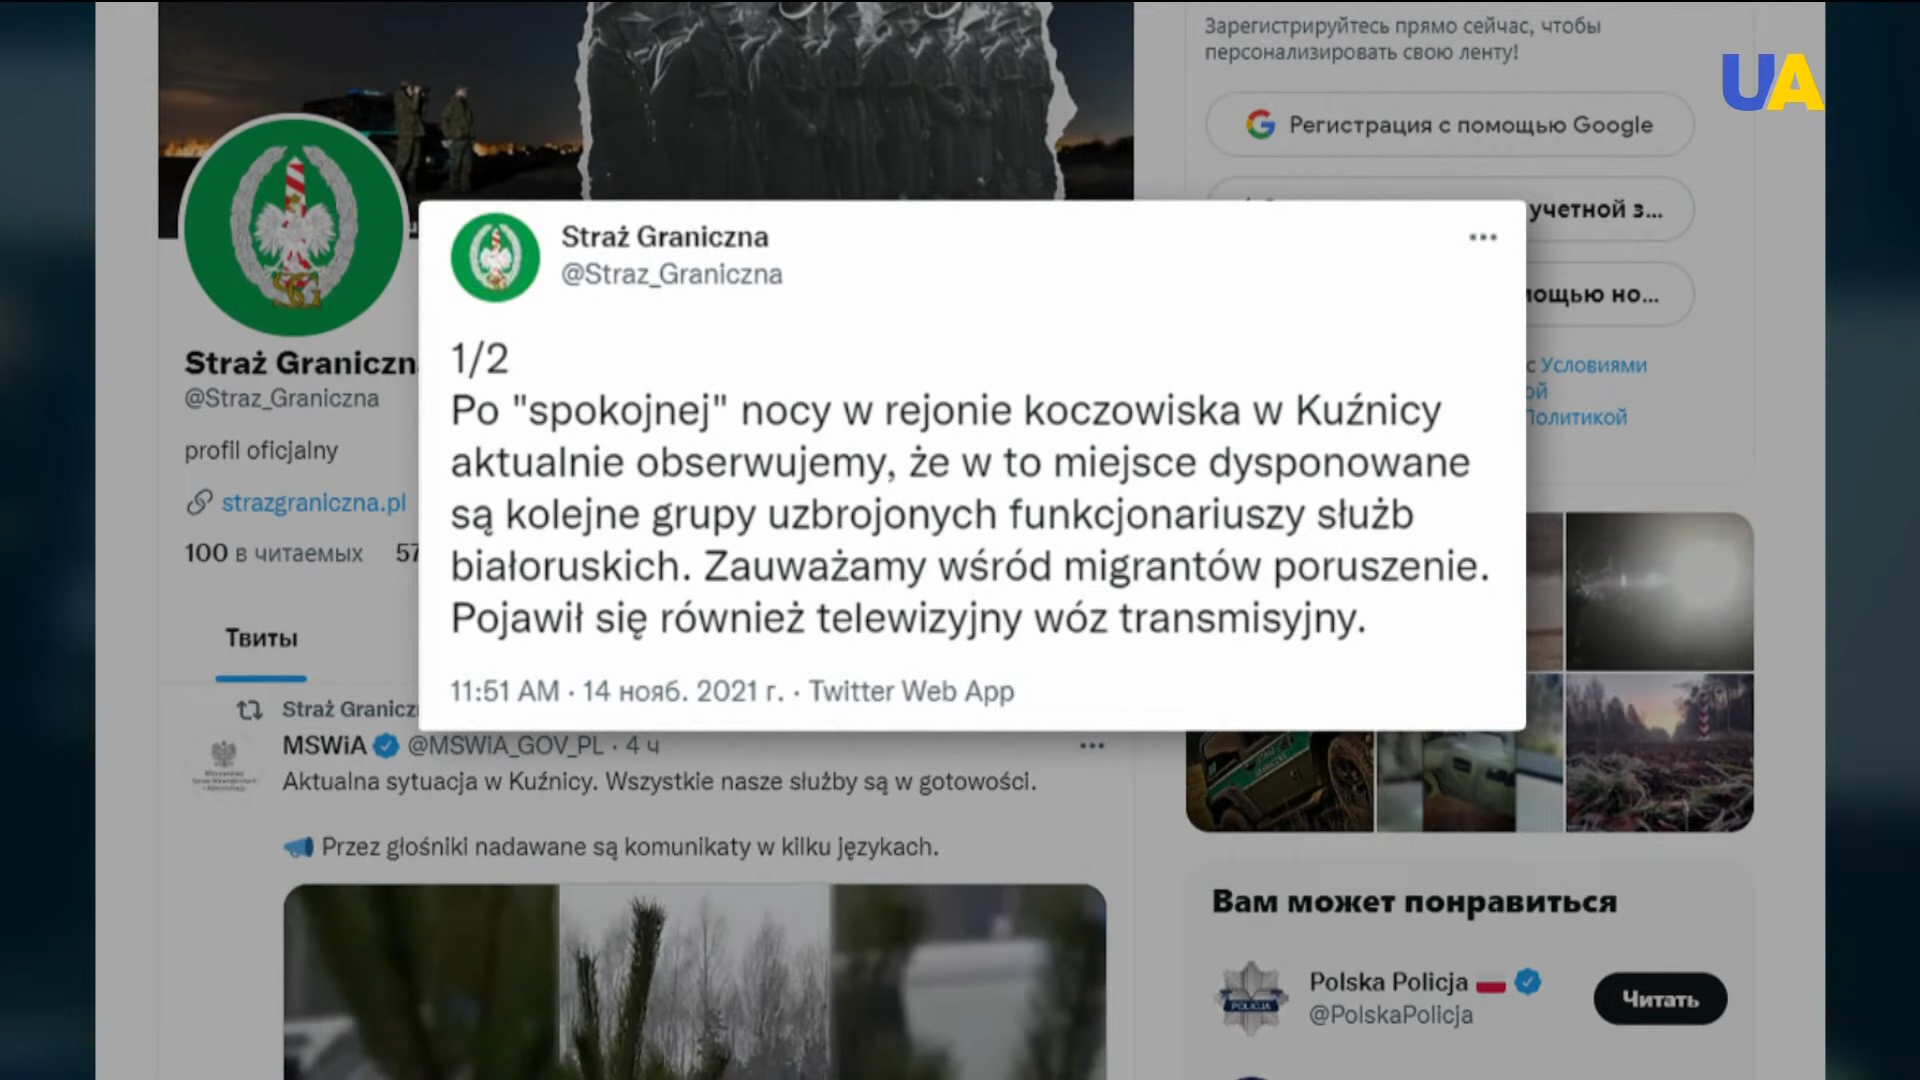 Зарегистрируйтесь прямо сейчас, чтобы
персонализировать свою ленту!
UA
Регистрация с помощью Google
учетной з...
но...
с Условиями
Политикой
Straż Graniczna
@Straz_Graniczna
1/2
Po "spokojnej" nocy w rejonie koczowiska w Kuźnicy
aktualnie obserwujemy, że w to miejsce dysponowane
są kolejne grupy uzbrojonych funkcjonariuszy służb
białoruskich. Zauważamy wśród migrantów poruszenie.
Pojawił się również telewizyjny wóz transmisyjny.
11:51 AM · 14 нояб. 2021 г. · Twitter Web App
Straż Graniczn
@Straz_Graniczna
profil oficjalny
strazgraniczna.pl
100 в читаемых 57
Твиты
Straż Granicz
MSWiA @MSWiA_GOV_PL · 4 ч
Aktualna sytuacja w Kuźnicy. Wszystkie nasze służby są w gotowości.
Przez głośniki nadawane są komunikaty w kilku językach.
Вам может понравиться
Polska Policja
@PolskaPolicja
POLICJA
Читать